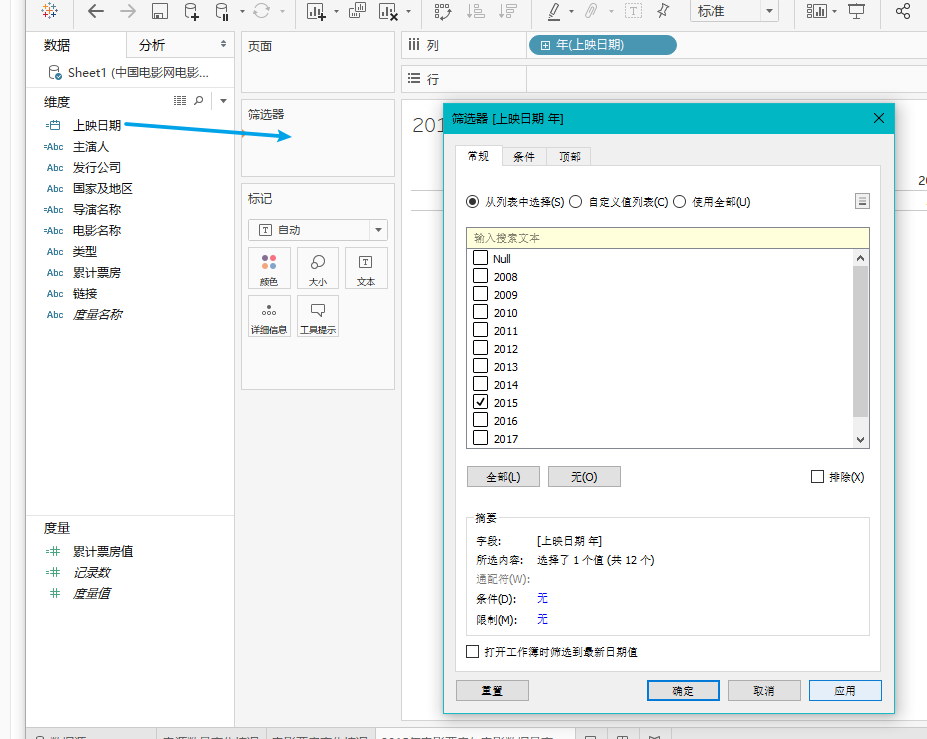 标准
数据
分析
Sheet1 (中国电影网电影...
维度
上映日期
Abc 主演人
Abc 发行公司
Abc 国家及地区
Abc 导演名称
Abc 电影名称
Abc 类型
Abc 累计票房
Abc 链接
Abc 度量名称
度量
累计票房值
记录数
度量值
页面
筛选器
标记
自动
颜色
大小
文本
详细信息
工具提示
列
年(上映日期)
行
201
筛选器 [上映日期 年]
常规
条件
顶部
从列表中选择(S)
自定义值列表(C)
使用全部(U)
输入搜索文本
Null
2008
2009
2010
2011
2012
2013
2014
2015
2016
2017
全部(L)
无(O)
排除(X)
摘要
字段: [上映日期 年]
所选内容: 选择了 1 个值 (共 12 个)
通配符(W):
条件(D): 无
限制(M): 无
打开工作簿时筛选到最新日期值
重置
确定
取消
应用